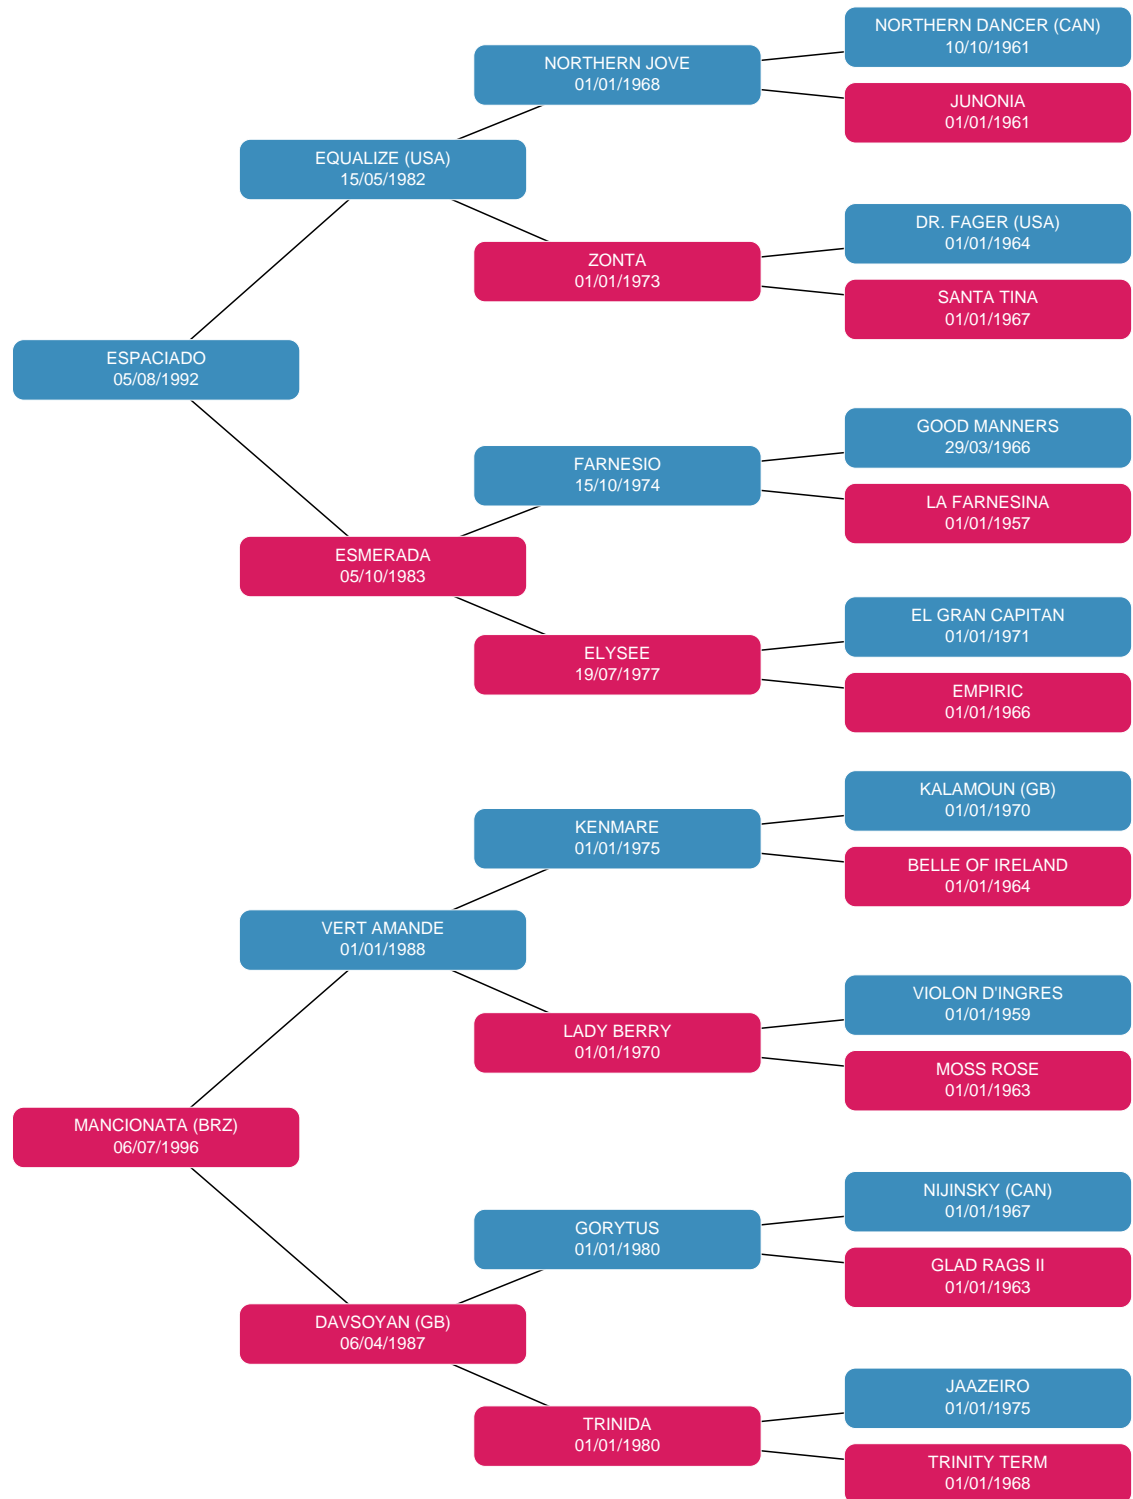 NORTHERN DANCER (CAN)
10/10/1961
NORTHERN JOVE
01/01/1968
JUNONIA
01/01/1961
EQUALIZE (USA)
15/05/1982
DR. FAGER (USA)
01/01/1964
ZONTA
01/01/1973
SANTA TINA
01/01/1967
ESPACIADO
05/08/1992
GOOD MANNERS
29/03/1966
FARNESIO
15/10/1974
LA FARNESINA
01/01/1957
ESMERADA
05/10/1983
EL GRAN CAPITAN
01/01/1971
ELYSEE
19/07/1977
EMPIRIC
01/01/1966
KALAMOUN (GB)
01/01/1970
KENMARE
01/01/1975
BELLE OF IRELAND
01/01/1964
VERT AMANDE
01/01/1988
VIOLON D'INGRES
01/01/1959
LADY BERRY
01/01/1970
MOSS ROSE
01/01/1963
MANCIONATA (BRZ)
06/07/1996
NIJINSKY (CAN)
01/01/1967
GORYTUS
01/01/1980
GLAD RAGS II
01/01/1963
DAVSOYAN (GB)
06/04/1987
JAAZEIRO
01/01/1975
TRINIDA
01/01/1980
TRINITY TERM
01/01/1968